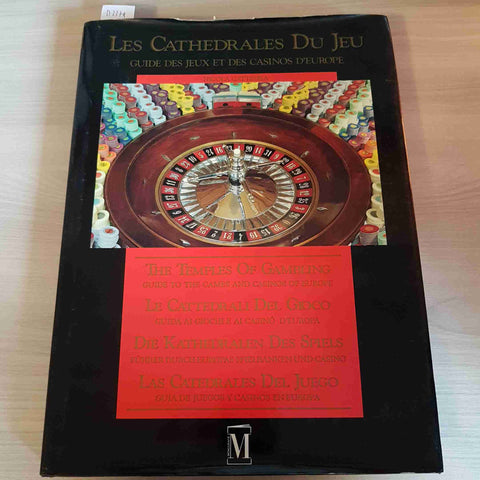 LES CATHEDRALES DU JEU
GUIDE DES JEUX ET DES CASINOS D'EUROPE
THE TEMPLES OF GAMBLING
GUIDE TO THE GAMES AND CASINOS OF EUROPE
LE CATTEDRALI DEL GIOCO
GUIDA AI GIOCHI E AI CASINÒ D'EUROPA
DIE KATHEDRALEN DES SPIELS
LAS CATEDRALES DEL JUEGO
GUIA DE JUEGOS Y CASINOS EN EUROPA
M